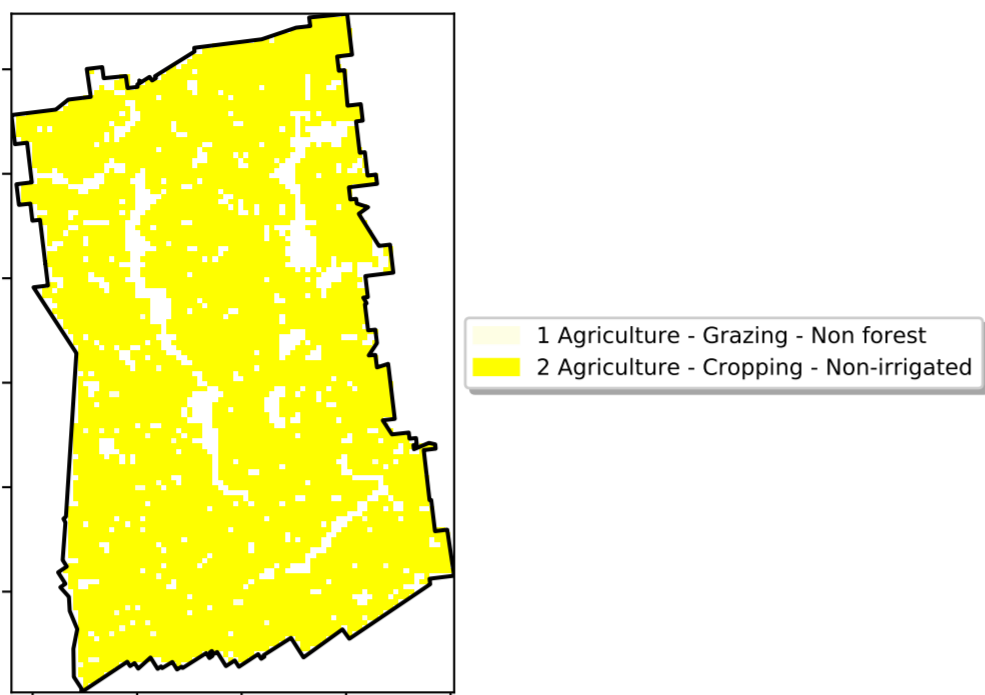 1 Agriculture - Grazing - Non forest
2 Agriculture - Cropping - Non-irrigated